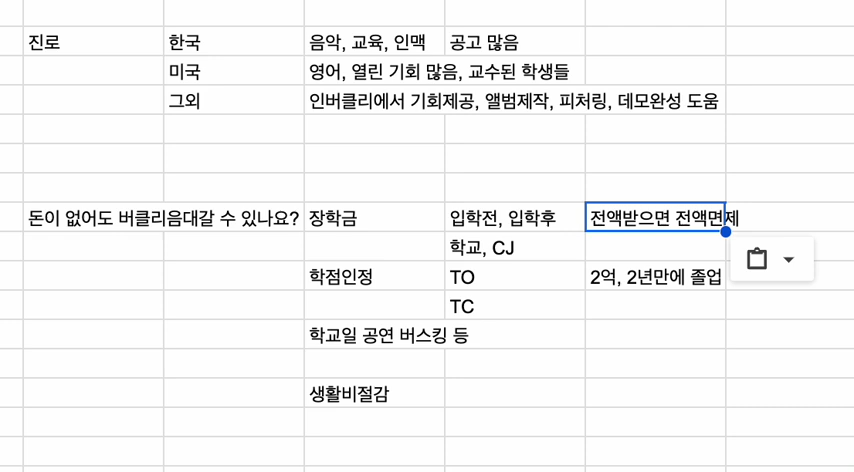 진로 한국 음악, 교육, 인맥 공고 많음
미국 영어, 열린 기회 많음, 교수된 학생들
그외 인버클리에서 기회제공, 앨범제작, 피처링, 데모완성 도움
돈이 없어도 버클리음대갈 수 있나요? 장학금 입학전, 입학후 전액받으면 전액면제
학교, CJ
학점인정 TO 2억, 2년만에 졸업
TC
학교일 공연 버스킹 등
생활비절감